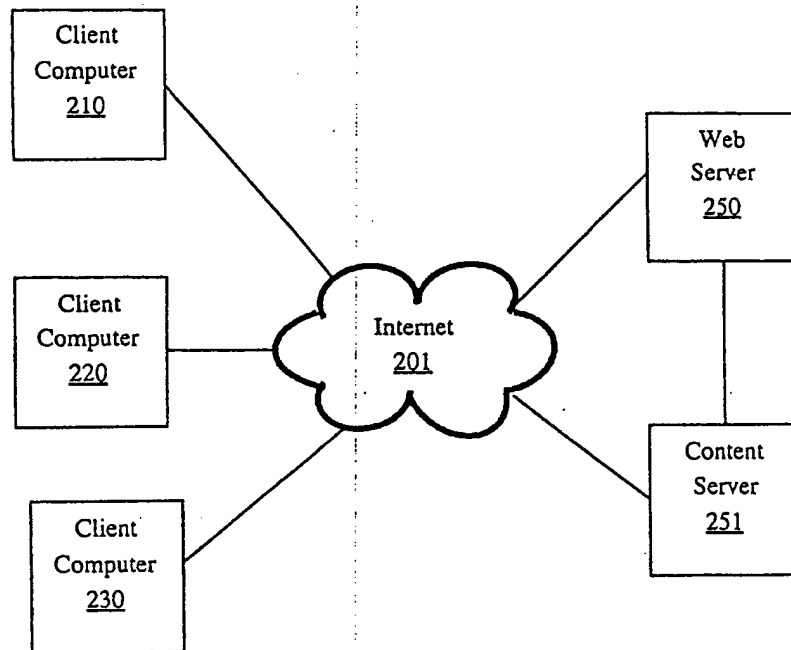 Client
Computer
210
Web
Server
250
Client
Computer
220
Internet
201
Content
Server
251
Client
Computer
230